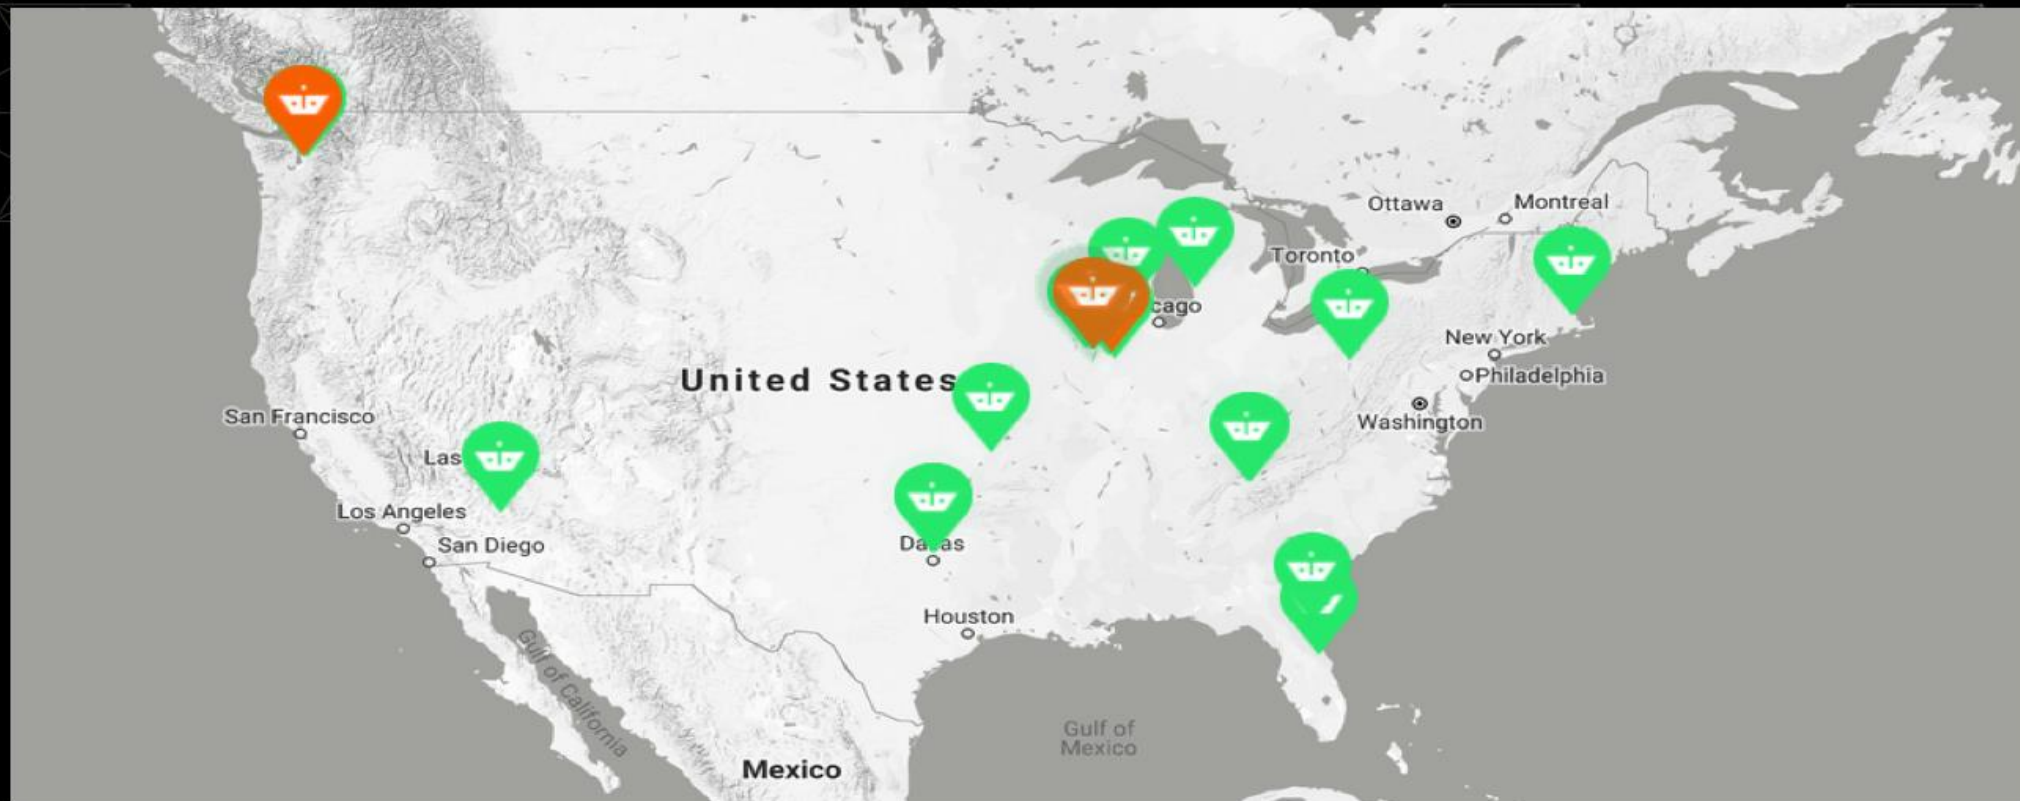 Ottawa
Montreal
Toronto
cago
New York
United States
Philadelphia
San Francisco
Washington
Las
Los Angeles
Da as
San Diego
Houston
Gulf of California
Gulf of
Mexico
Mexico